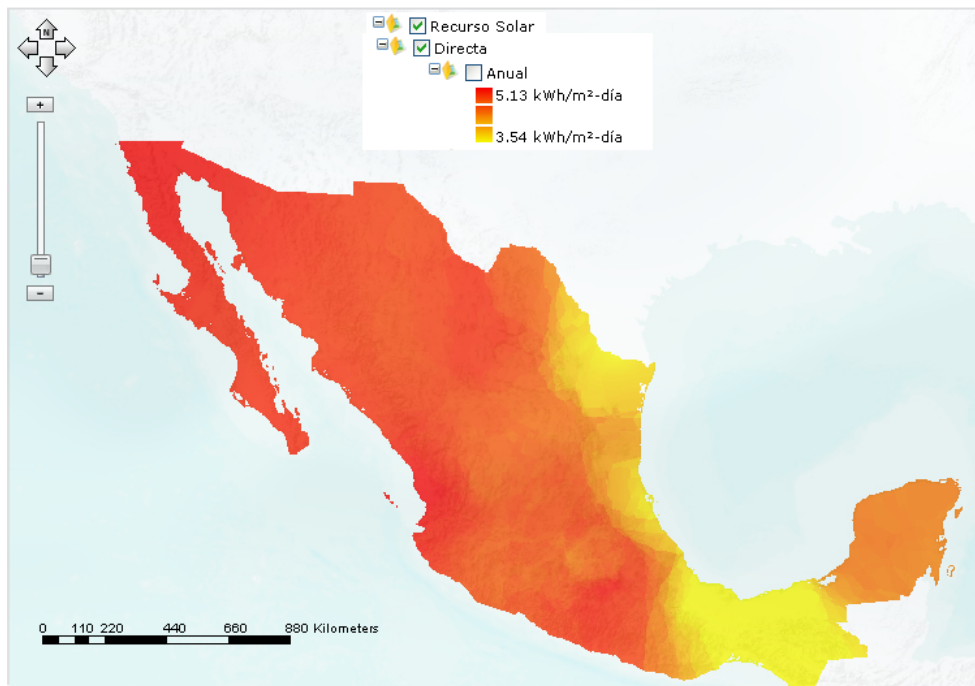 N
Recurso Solar
Directa
Anual
5.13 kWh/m²-día
3.54 kWh/m²-día
+
−
0 110 220 440 660 880 Kilometers